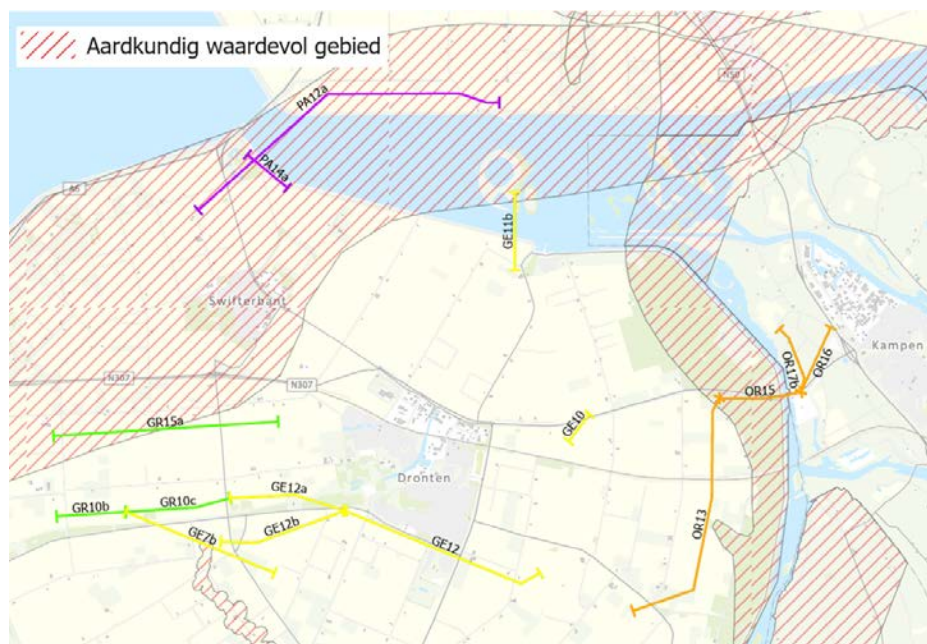 Aardkundig waardevol gebied
N50
PA12a
PA14a
A6
GE11b
Swifterbant
Kampen
OR17b
OR16
N307
N307
OR15
GR15a
GE10
Dronten
GE12a
GR10b
GR10c
GE12b
GE7b
GE12
OR13